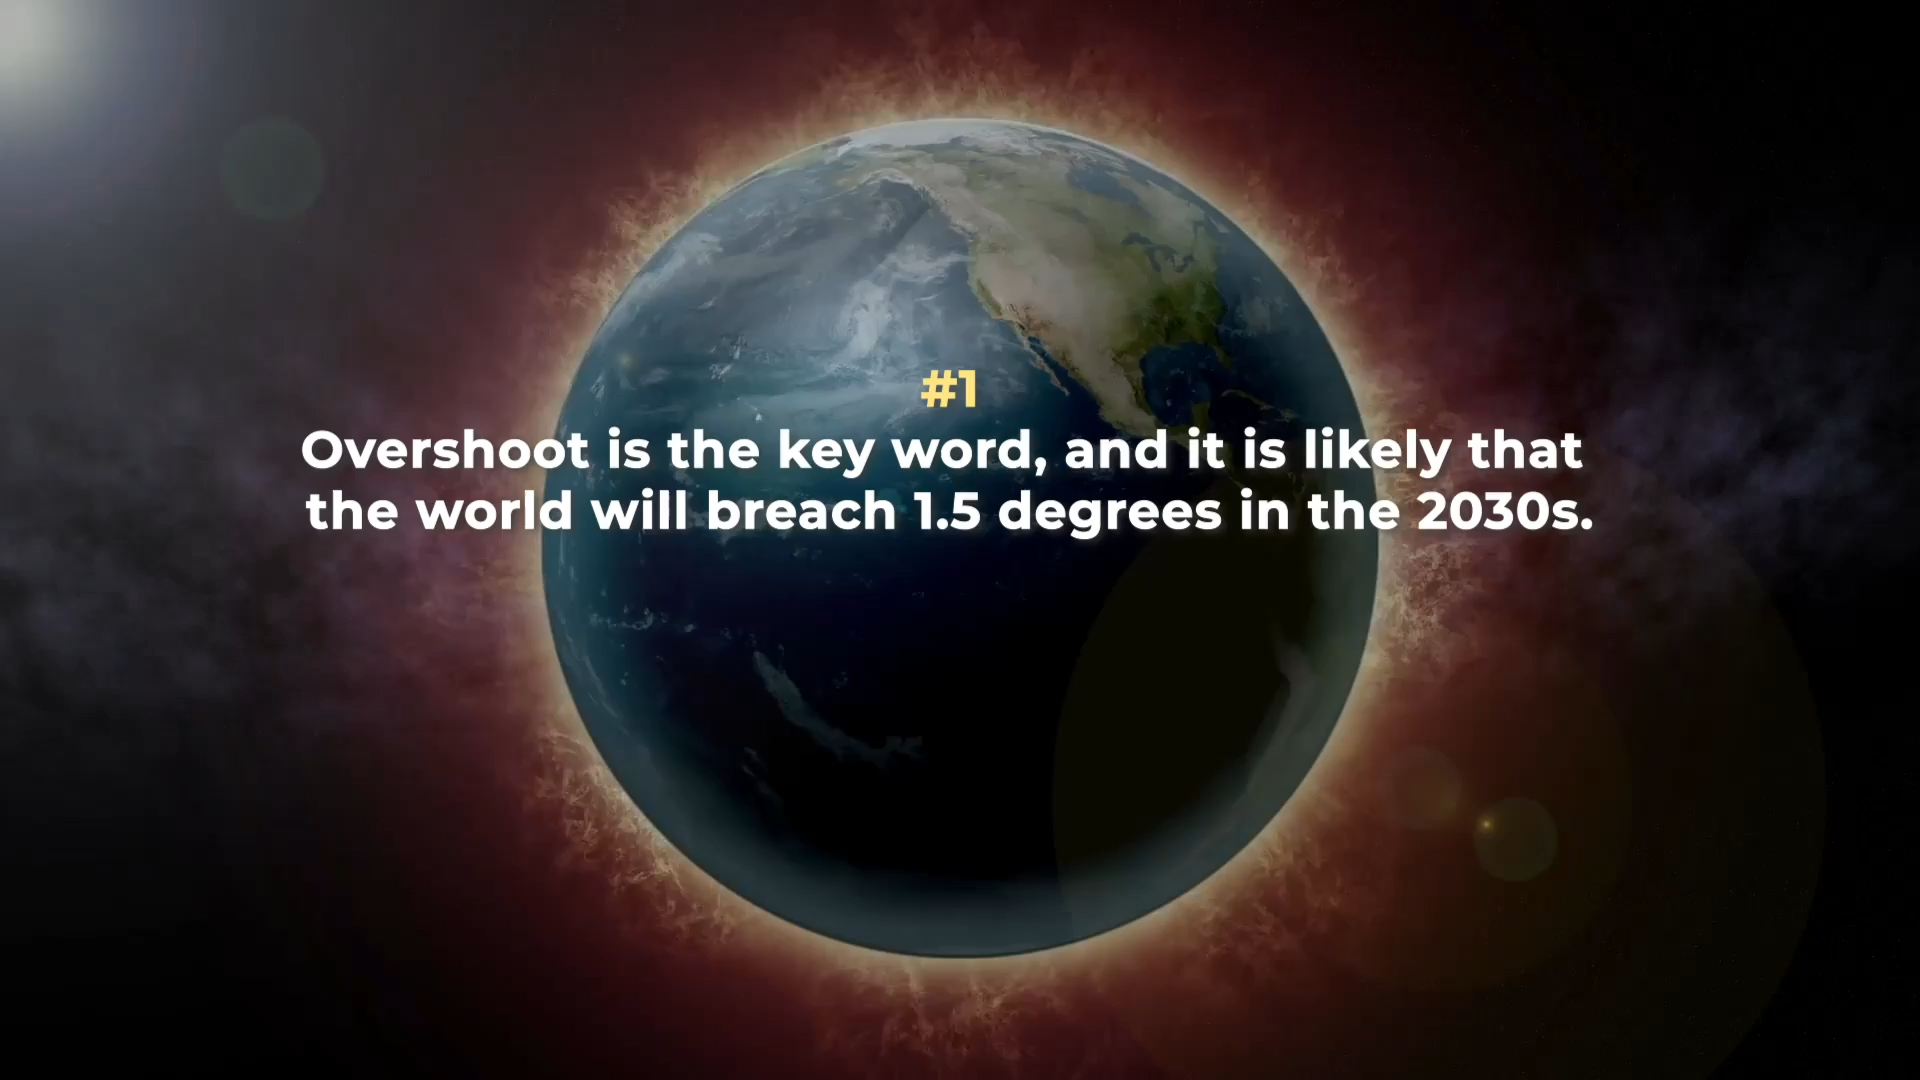 #1
Overshoot is the key word, and it is likely that
the world will breach 1.5 degrees in the 2030s.